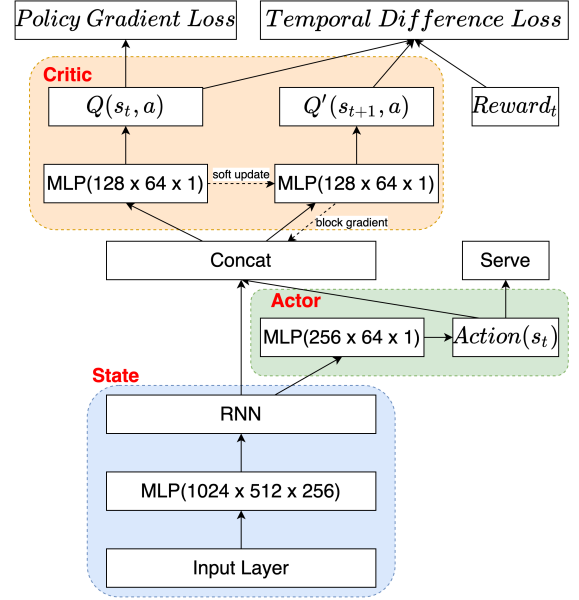 Policy Gradient Loss
Temporal Difference Loss
Critic
Q(s_t, a)
Q′(s_{t+1}, a)
Reward_t
MLP(128 x 64 x 1)
soft update
MLP(128 x 64 x 1)
block gradient
Concat
Serve
Actor
MLP(256 x 64 x 1)
Action(s_t)
State
RNN
MLP(1024 x 512 x 256)
Input Layer